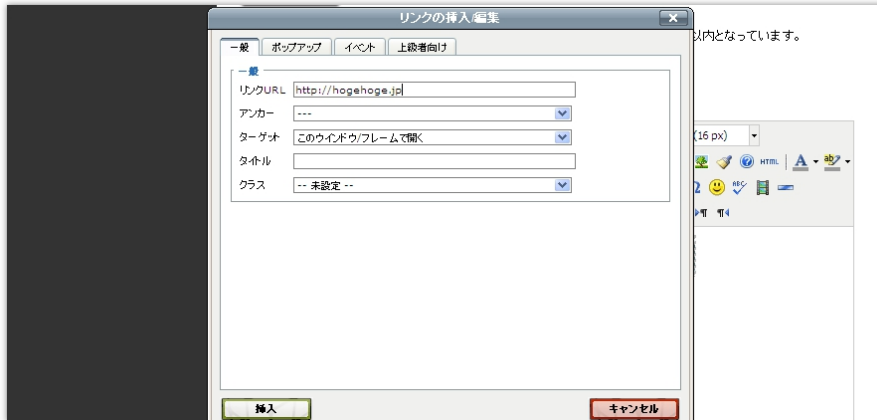 リンクの挿入/編集
以内となっています。
一般 ポップアップ イベント 上級者向け
一般
リンクURL http://hogehoge.jp
アンカー ---
ターゲット このウインドウ/フレームで開く
(16 px)
タイトル
HTML A ab
クラス -- 未設定 --
ABC
挿入 キャンセル